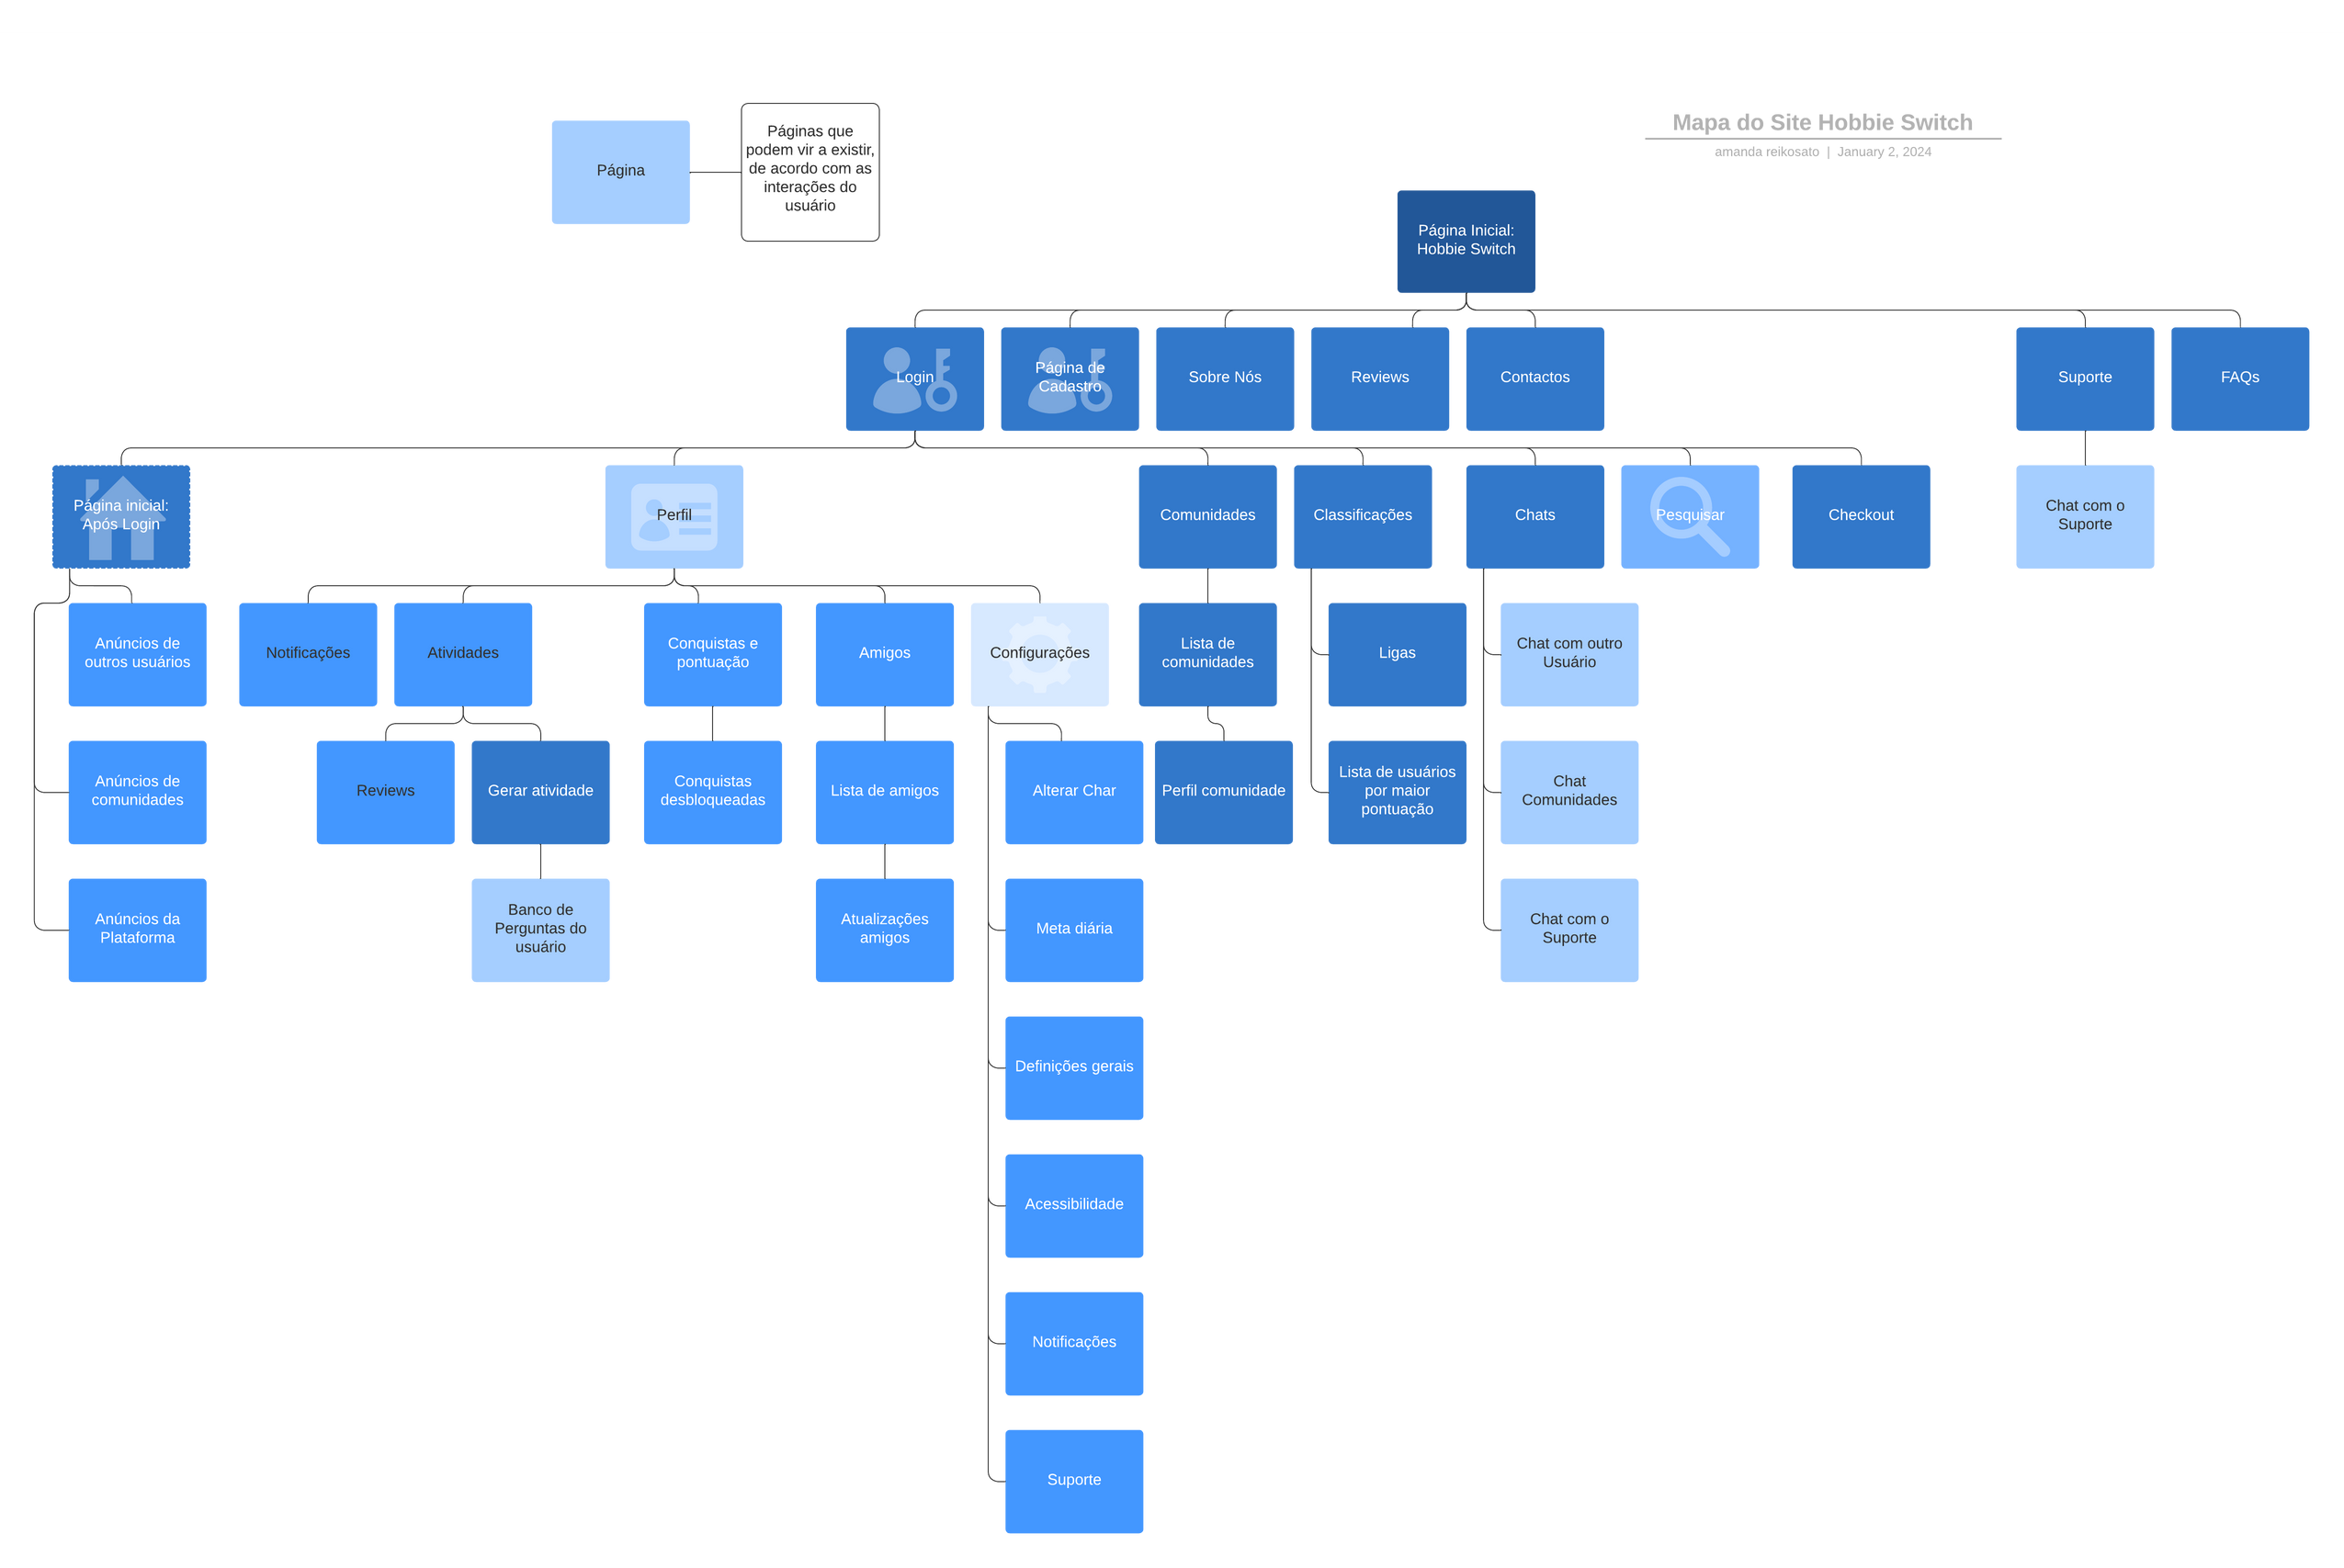 Mapa do Site Hobbie Switch
amanda reikosato | January 2, 2024
Página
Páginas que
podem vir a existir,
de acordo com as
interações do
usuário
Página Inicial:
Hobbie Switch
Login
Página de
Cadastro
Sobre Nós
Reviews
Contactos
Suporte
FAQs
Página inicial:
Após Login
Perfil
Comunidades
Classificações
Chats
Pesquisar
Checkout
Chat com o
Suporte
Anúncios de
outros usuários
Notificações
Atividades
Conquistas e
pontuação
Amigos
Configurações
Lista de
comunidades
Ligas
Chat com outro
Usuário
Anúncios de
comunidades
Reviews
Gerar atividade
Conquistas
desbloqueadas
Lista de amigos
Alterar Char
Perfil comunidade
Lista de usuários
por maior
pontuação
Chat
Comunidades
Anúncios da
Plataforma
Banco de
Perguntas do
usuário
Atualizações
amigos
Meta diária
Chat com o
Suporte
Definições gerais
Acessibilidade
Notificações
Suporte